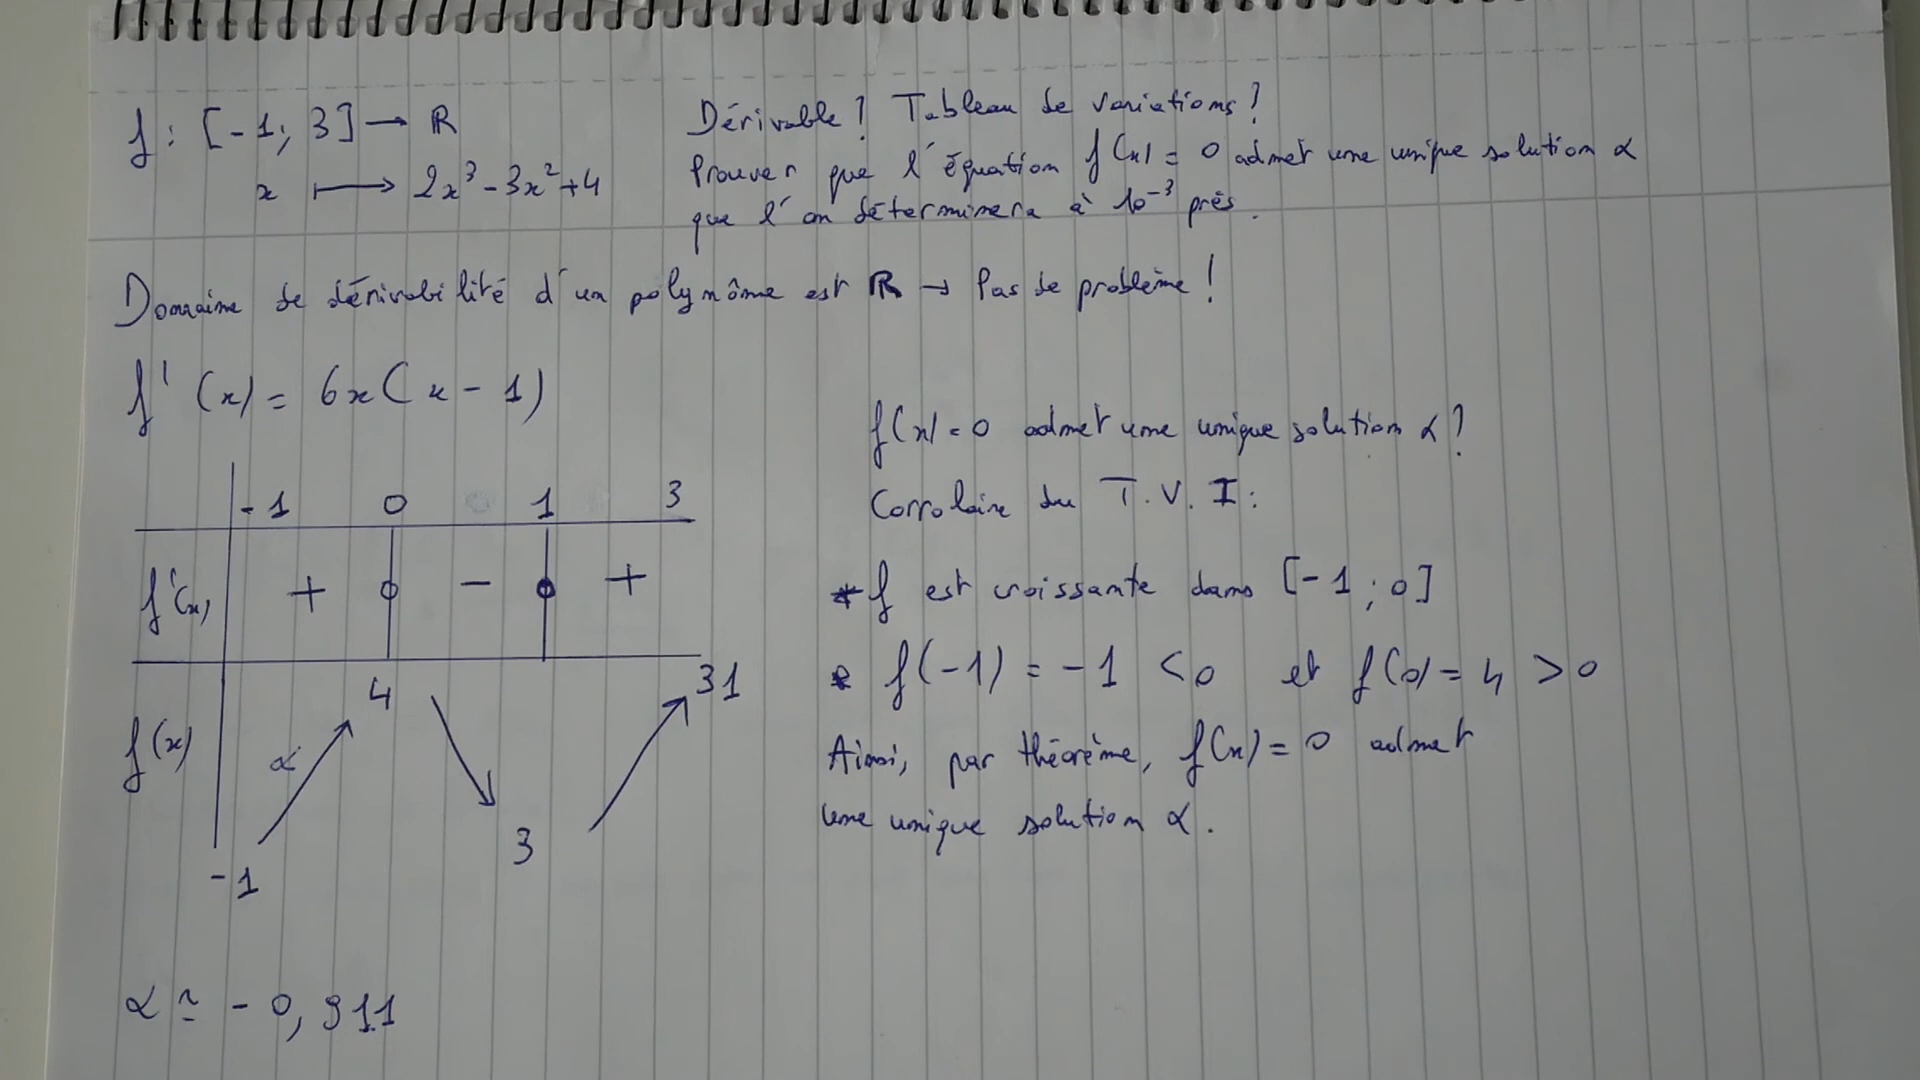 f : [-1; 3] → ℝ
x ⟼ 2x³ - 3x² + 4
Dérivable ? Tableau de variations ?
Prouver que l'équation f(x) = 0 admet une unique solution α
que l'on déterminera à 10⁻³ près.
Domaine de dérivabilité d'un polynôme est ℝ → Pas de problème !
f'(x) = 6x(x - 1)
-1 0 1 3
f'(x) + 0 - 0 +
4 31
f(x) α
3
-1
α ≃ - 0,911
f(x) = 0 admet une unique solution α ?
Corrolaire du T.V.I :
* f est croissante dans [-1 ; 0]
* f(-1) = -1 < 0 et f(0) = 4 > 0
Ainsi, par théorème, f(x) = 0 admet
une unique solution α.